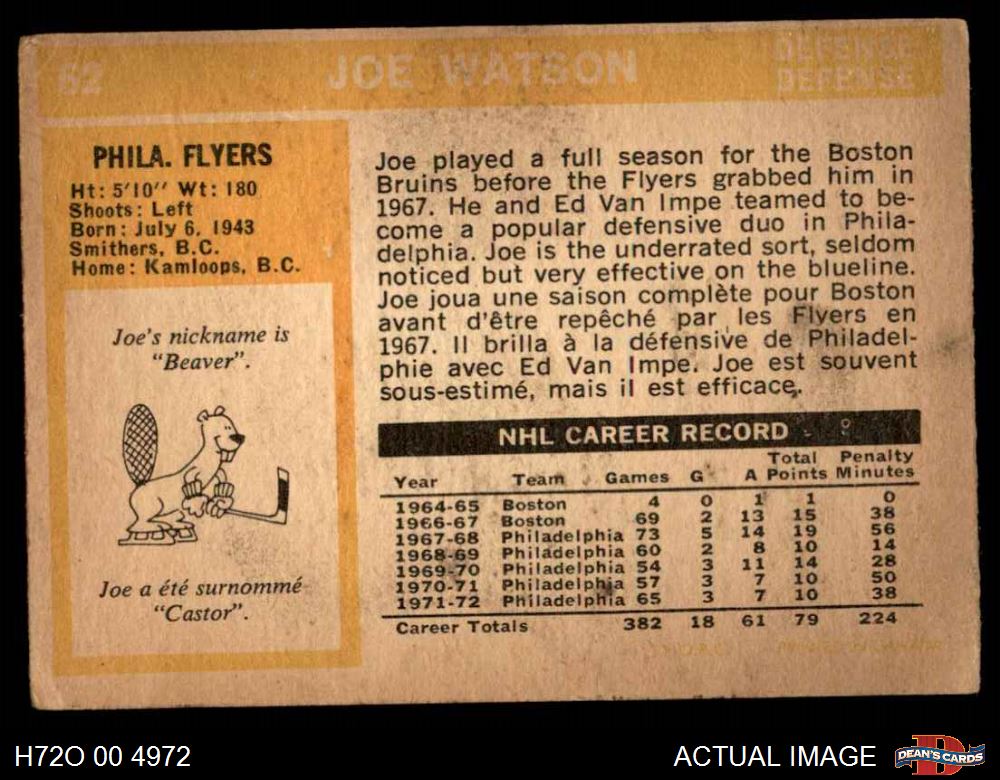 62
JOE WATSON
DEFENSE
DEFENSE
PHILA. FLYERS
Ht: 5'10'' Wt: 180
Shoots: Left
Born: July 6, 1943
Smithers, B.C.
Home: Kamloops, B.C.
Joe's nickname is
"Beaver".
Joe a été surnommé
"Castor".
Joe played a full season for the Boston
Bruins before the Flyers grabbed him in
1967. He and Ed Van Impe teamed to be-
come a popular defensive duo in Phila-
delphia. Joe is the underrated sort, seldom
noticed but very effective on the blueline.
Joe joua une saison complète pour Boston
avant d'être repêché par les Flyers en
1967. Il brilla à la défensive de Philadel-
phie avec Ed Van Impe. Joe est souvent
sous-estimé, mais il est efficace.
NHL CAREER RECORD
Year Team Games G A Total Points Penalty Minutes
1964-65 Boston 4 0 1 1 0
1966-67 Boston 69 2 13 15 38
1967-68 Philadelphia 73 5 14 19 56
1968-69 Philadelphia 60 2 8 10 14
1969-70 Philadelphia 54 3 11 14 28
1970-71 Philadelphia 57 3 7 10 50
1971-72 Philadelphia 65 3 7 10 38
Career Totals 382 18 61 79 224
PRINTED IN CANADA
H72O 00 4972
ACTUAL IMAGE
D
DEAN'S CARDS